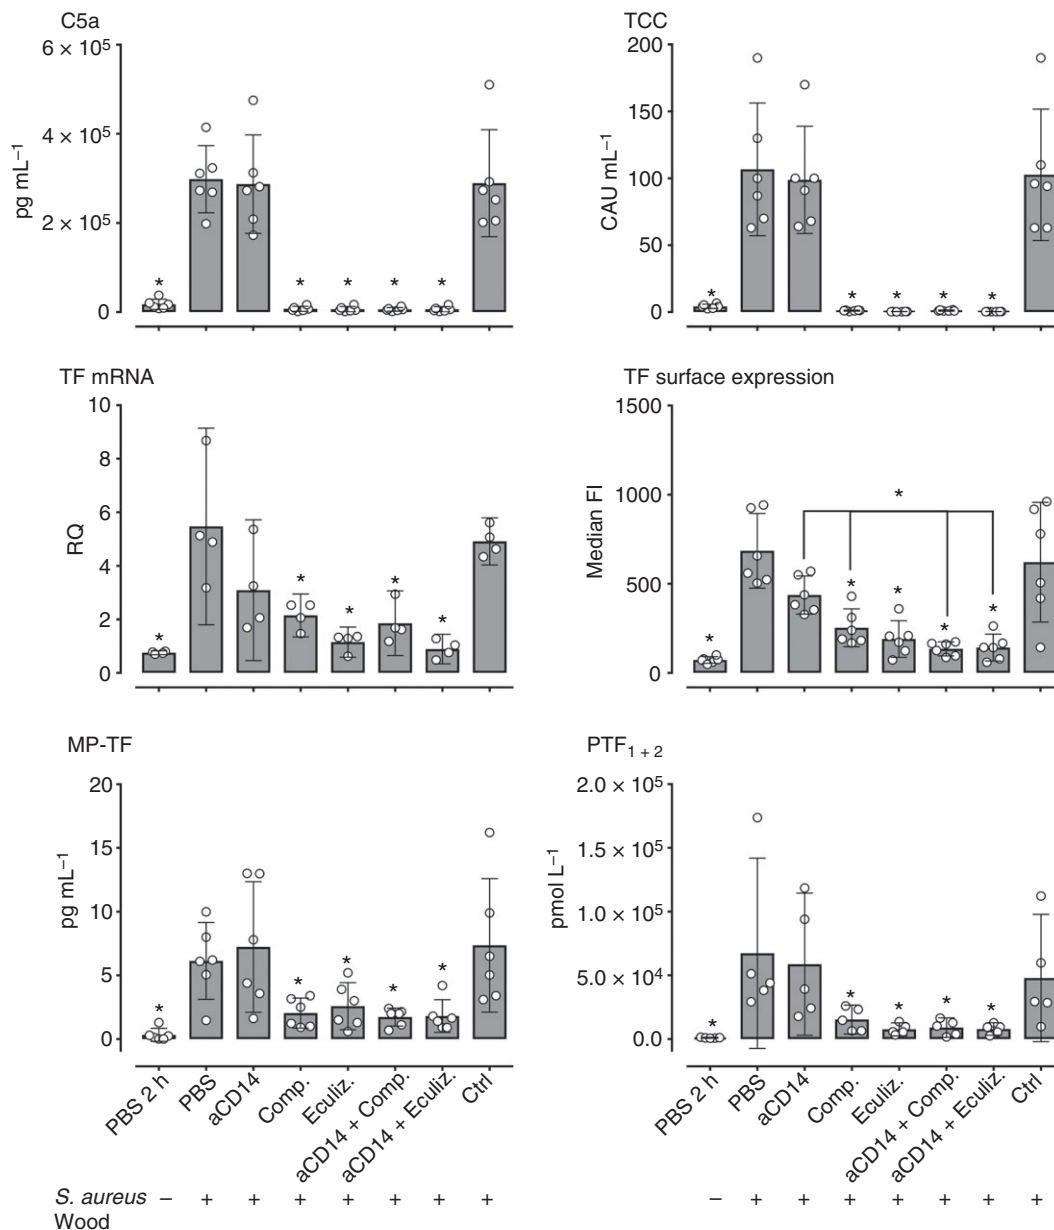 C5a
6 × 10⁵
4 × 10⁵
2 × 10⁵
0
pg mL⁻¹
* * * * *
TCC
200
150
100
50
0
CAU mL⁻¹
* * * * *
TF mRNA
10
8
6
4
2
0
RQ
* * * * *
TF surface expression
1500
1000
500
0
Median FI
*
* * * * *
MP-TF
20
15
10
5
0
pg mL⁻¹
* * * * *
PTF₁ ₊ ₂
2.0 × 10⁵
1.5 × 10⁵
1.0 × 10⁵
5.0 × 10⁴
0.0
pmol L⁻¹
* * * * *
PBS 2 h
PBS
aCD14
Comp.
Eculiz.
aCD14 + Comp.
aCD14 + Eculiz.
Ctrl
PBS 2 h
PBS
aCD14
Comp.
Eculiz.
aCD14 + Comp.
aCD14 + Eculiz.
Ctrl
S. aureus − + + + + + + + − + + + + + + +
Wood